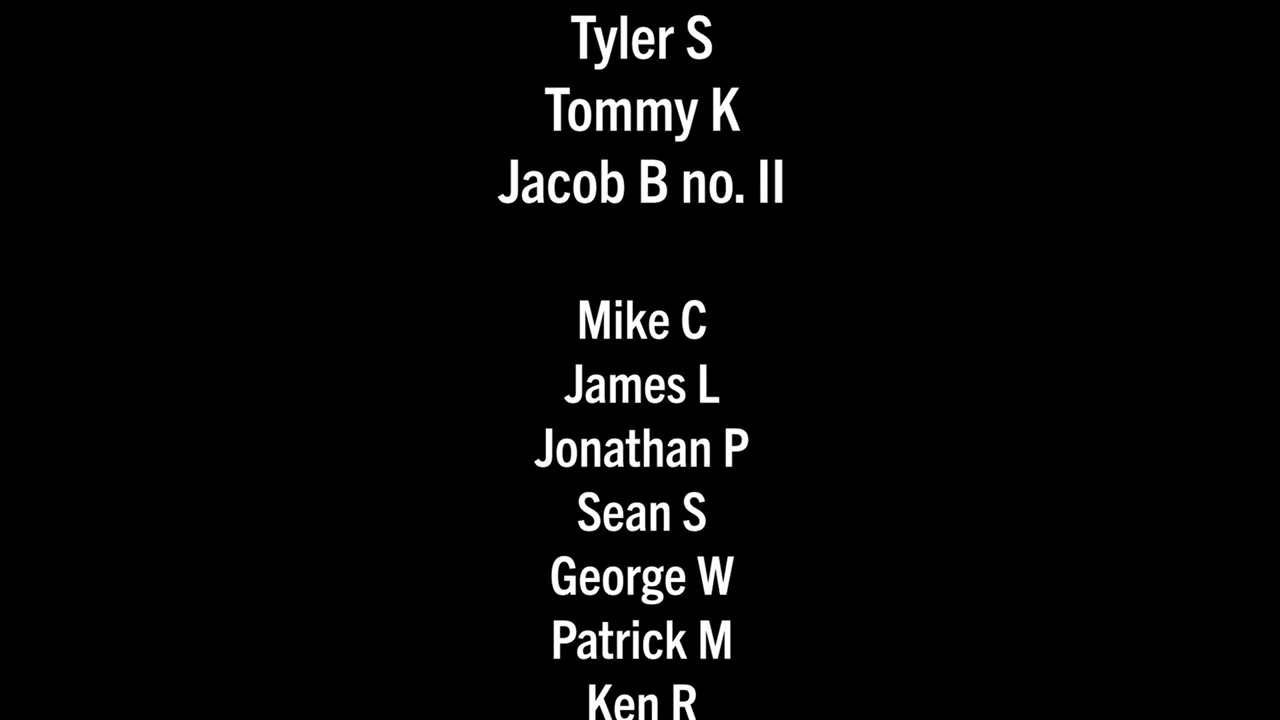 Tyler S
Tommy K
Jacob B no. II
Mike C
James L
Jonathan P
Sean S
George W
Patrick M
Ken R